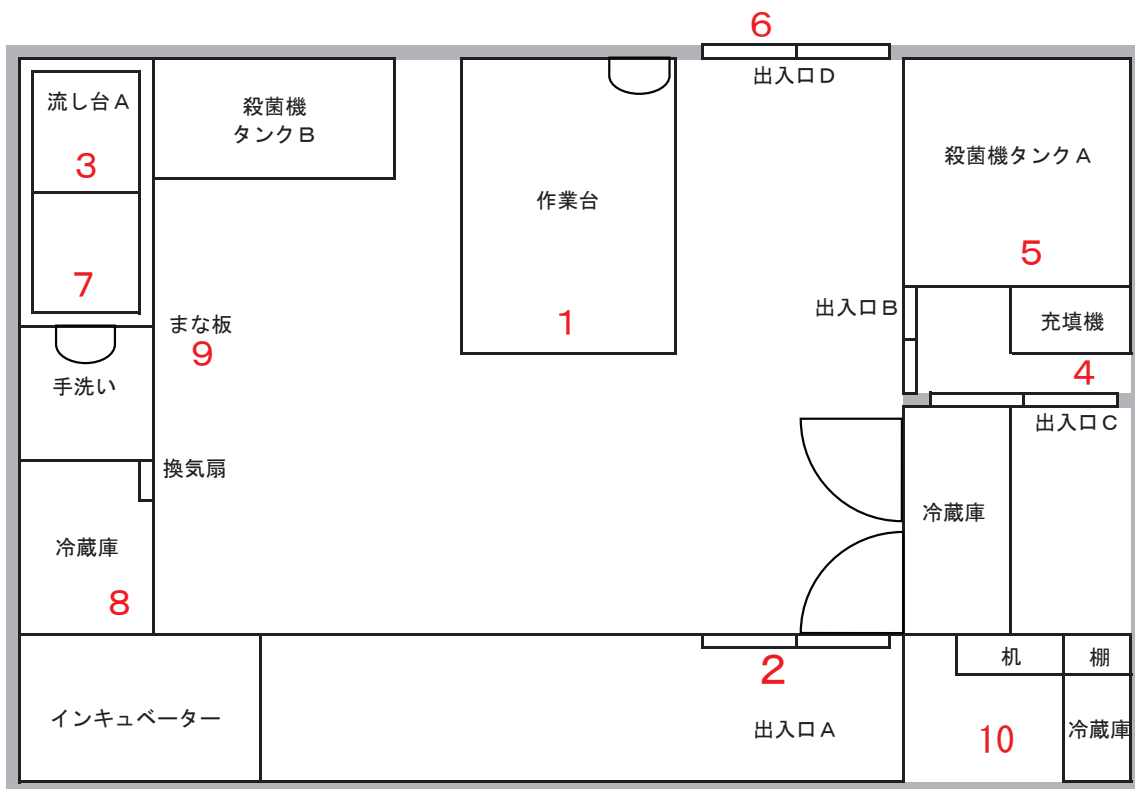 6
出入口D
流し台A
3
殺菌機
タンクB
作業台
殺菌機タンクA
5
7
まな板
9
1
出入口B
充填機
4
手洗い
出入口C
換気扇
冷蔵庫
冷蔵庫
8
2
机
棚
インキュベーター
出入口A
10
冷蔵庫